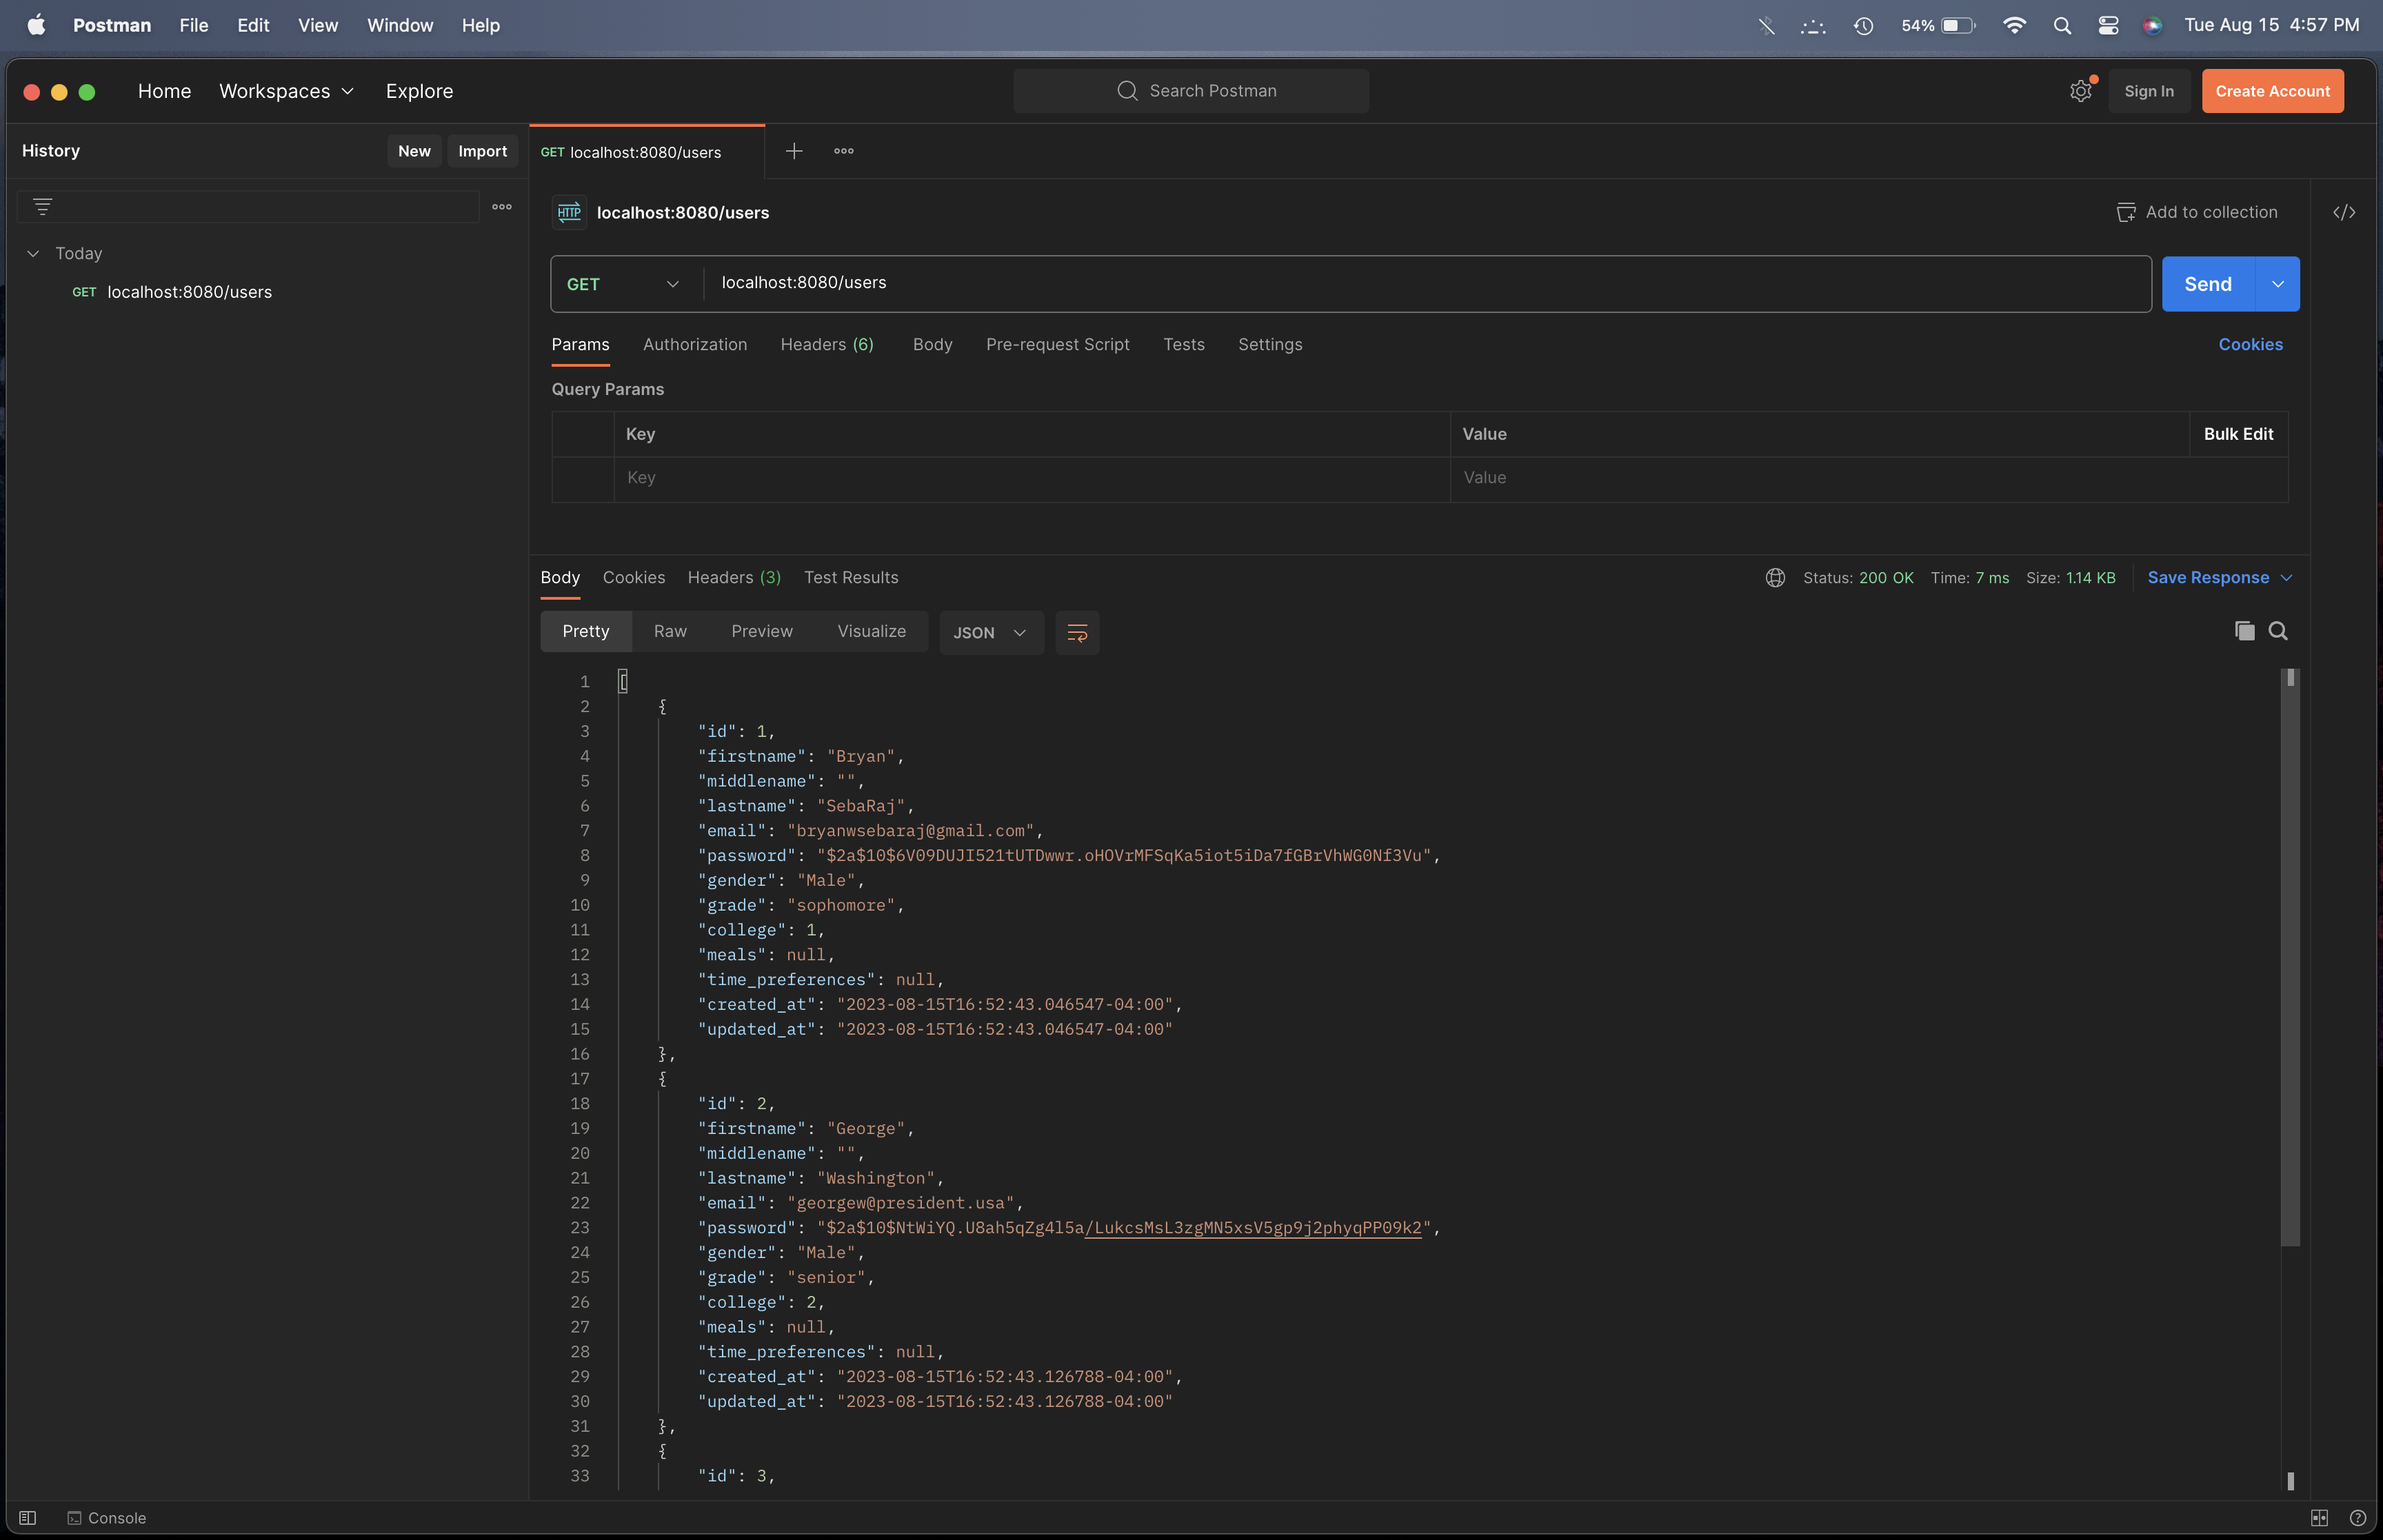 Postman File Edit View Window Help 54% Tue Aug 15 4:57 PM
Home Workspaces Explore Search Postman Sign In Create Account
History New Import GET localhost:8080/users
HTTP localhost:8080/users Add to collection </>
Today
GET localhost:8080/users
GET localhost:8080/users Send
Params Authorization Headers (6) Body Pre-request Script Tests Settings Cookies
Query Params
Key Value Bulk Edit
Key Value
Body Cookies Headers (3) Test Results Status: 200 OK Time: 7 ms Size: 1.14 KB Save Response
Pretty Raw Preview Visualize JSON
1 [
2 {
3 "id": 1,
4 "firstname": "Bryan",
5 "middlename": "",
6 "lastname": "SebaRaj",
7 "email": "bryanwsebaraj@gmail.com",
8 "password": "$2a$10$6V09DUJI521tUTDwwr.oHOVrMFSqKa5iot5iDa7fGBrVhWG0Nf3Vu",
9 "gender": "Male",
10 "grade": "sophomore",
11 "college": 1,
12 "meals": null,
13 "time_preferences": null,
14 "created_at": "2023-08-15T16:52:43.046547-04:00",
15 "updated_at": "2023-08-15T16:52:43.046547-04:00"
16 },
17 {
18 "id": 2,
19 "firstname": "George",
20 "middlename": "",
21 "lastname": "Washington",
22 "email": "georgew@president.usa",
23 "password": "$2a$10$NtWiYQ.U8ah5qZg4l5a/LukcsMsL3zgMN5xsV5gp9j2phyqPP09k2",
24 "gender": "Male",
25 "grade": "senior",
26 "college": 2,
27 "meals": null,
28 "time_preferences": null,
29 "created_at": "2023-08-15T16:52:43.126788-04:00",
30 "updated_at": "2023-08-15T16:52:43.126788-04:00"
31 },
32 {
33 "id": 3,
Console